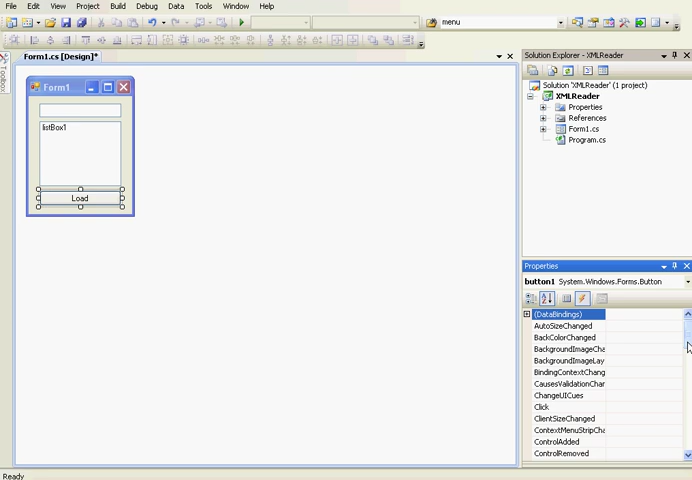 File Edit View Project Build Debug Data Tools Window Help
menu
Toolbox
Form1.cs [Design]*
Form1
listBox1
Load
Solution Explorer - XMLReader
Solution 'XMLReader' (1 project)
XMLReader
Properties
References
Form1.cs
Program.cs
Properties
button1 System.Windows.Forms.Button
(DataBindings)
AutoSizeChanged
BackColorChanged
BackgroundImageCha
BackgroundImageLay
BindingContextChang
CausesValidationChar
ChangeUICues
Click
ClientSizeChanged
ContextMenuStripCha
ControlAdded
ControlRemoved
Ready